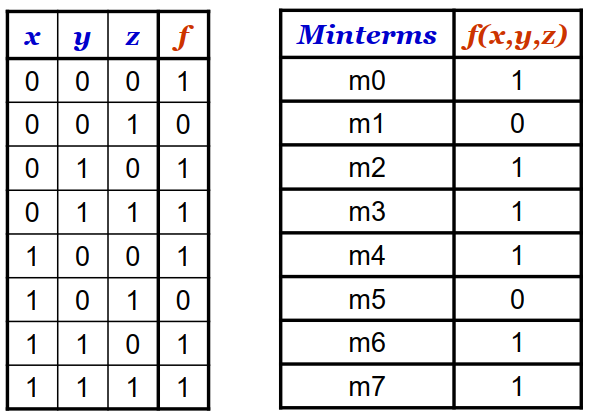 x y z f
0 0 0 1
0 0 1 0
0 1 0 1
0 1 1 1
1 0 0 1
1 0 1 0
1 1 0 1
1 1 1 1
Minterms f(x,y,z)
m0 1
m1 0
m2 1
m3 1
m4 1
m5 0
m6 1
m7 1